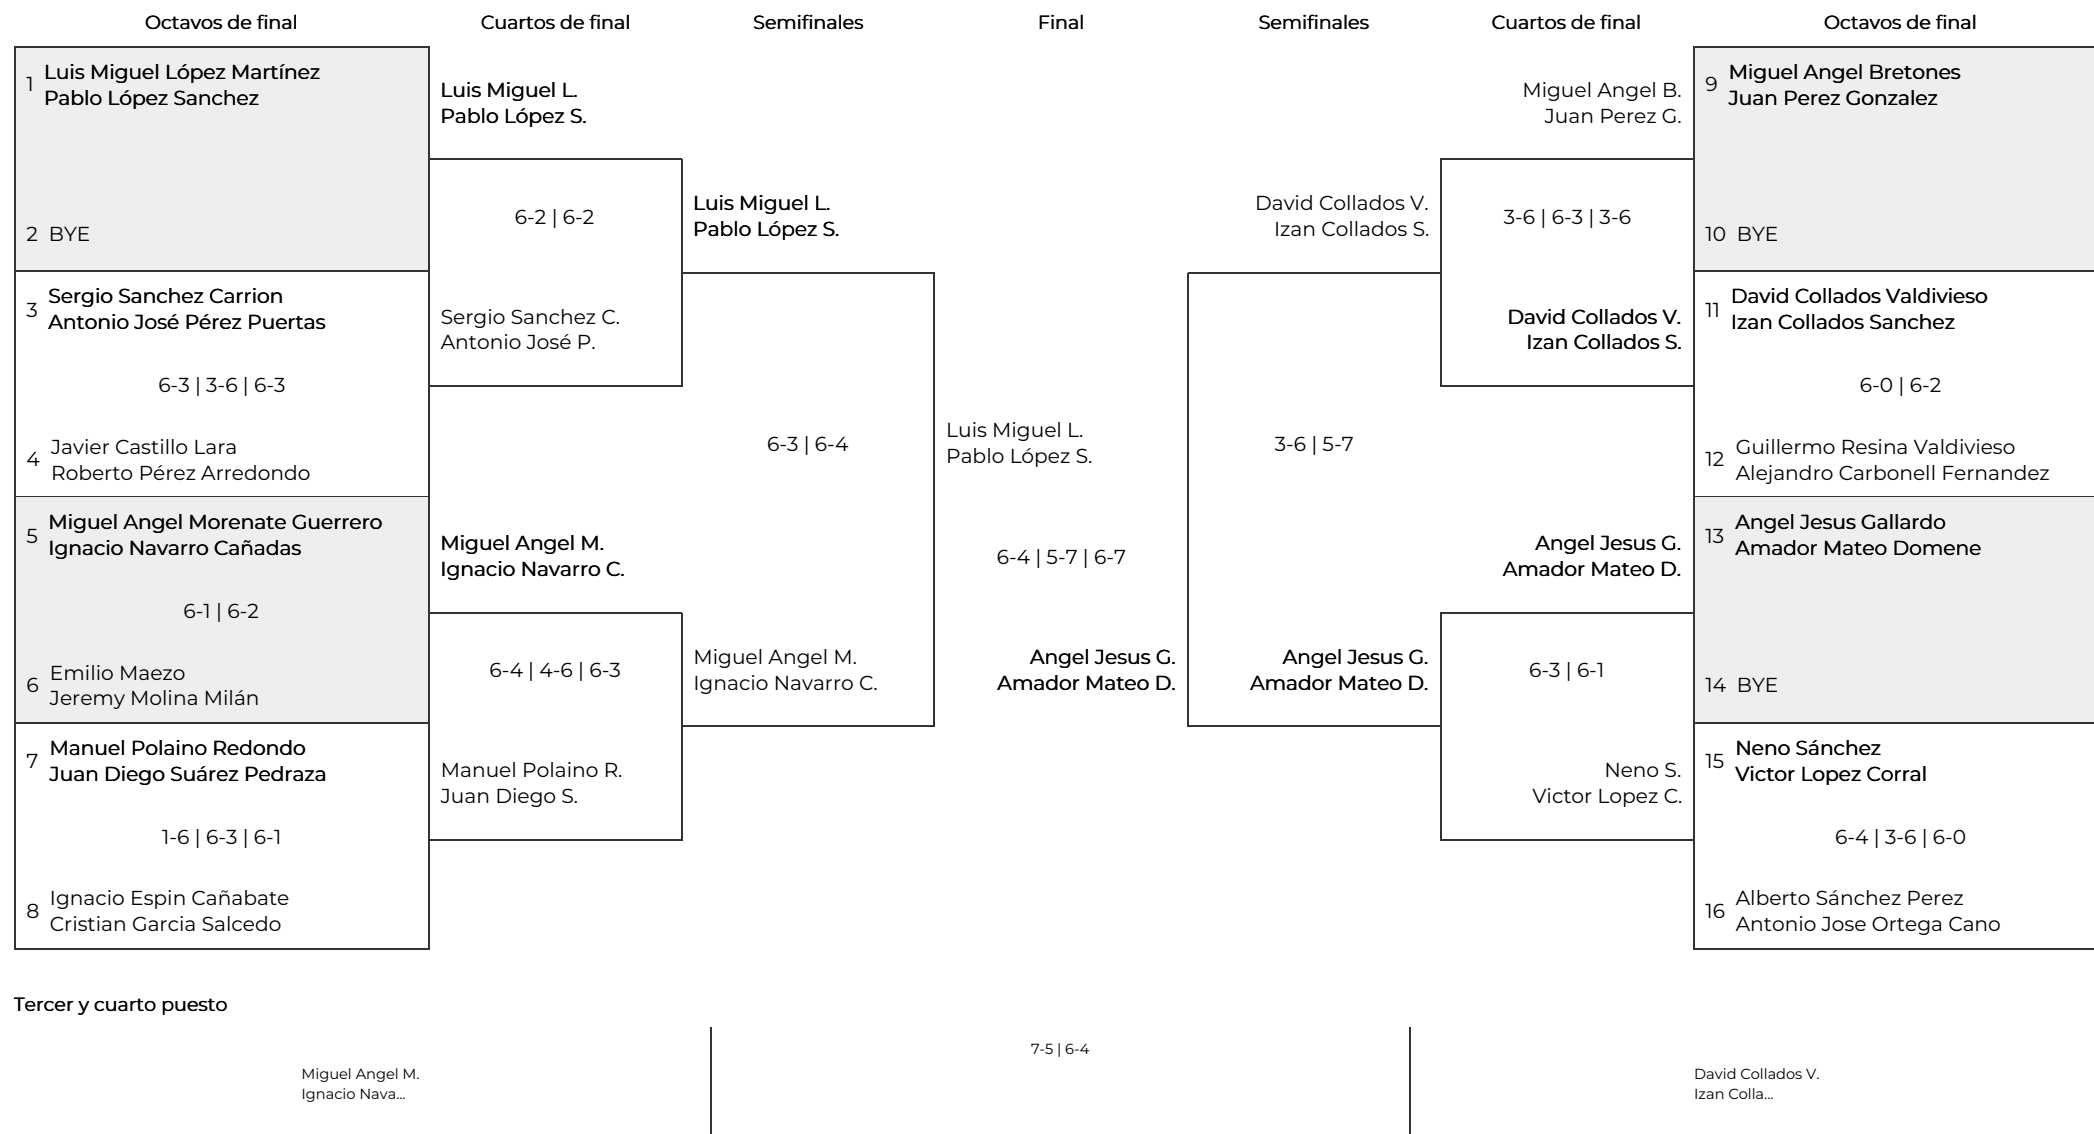 Octavos de final
Cuartos de final
Semifinales
Final
Semifinales
Cuartos de final
Octavos de final
1
Luis Miguel López Martínez
Pablo López Sanchez
2 BYE
3
Sergio Sanchez Carrion
Antonio José Pérez Puertas
6-3 | 3-6 | 6-3
4
Javier Castillo Lara
Roberto Pérez Arredondo
5
Miguel Angel Morenate Guerrero
Ignacio Navarro Cañadas
6-1 | 6-2
6
Emilio Maezo
Jeremy Molina Milán
7
Manuel Polaino Redondo
Juan Diego Suárez Pedraza
1-6 | 6-3 | 6-1
8
Ignacio Espin Cañabate
Cristian Garcia Salcedo
Luis Miguel L.
Pablo López S.
6-2 | 6-2
Sergio Sanchez C.
Antonio José P.
Miguel Angel M.
Ignacio Navarro C.
6-4 | 4-6 | 6-3
Manuel Polaino R.
Juan Diego S.
Luis Miguel L.
Pablo López S.
6-3 | 6-4
Miguel Angel M.
Ignacio Navarro C.
Luis Miguel L.
Pablo López S.
6-4 | 5-7 | 6-7
Angel Jesus G.
Amador Mateo D.
David Collados V.
Izan Collados S.
3-6 | 5-7
Angel Jesus G.
Amador Mateo D.
Miguel Angel B.
Juan Perez G.
3-6 | 6-3 | 3-6
David Collados V.
Izan Collados S.
Angel Jesus G.
Amador Mateo D.
6-3 | 6-1
Neno S.
Victor Lopez C.
9
Miguel Angel Bretones
Juan Perez Gonzalez
10 BYE
11
David Collados Valdivieso
Izan Collados Sanchez
6-0 | 6-2
12
Guillermo Resina Valdivieso
Alejandro Carbonell Fernandez
13
Angel Jesus Gallardo
Amador Mateo Domene
14 BYE
15
Neno Sánchez
Victor Lopez Corral
6-4 | 3-6 | 6-0
16
Alberto Sánchez Perez
Antonio Jose Ortega Cano
Tercer y cuarto puesto
Miguel Angel M.
Ignacio Nava...
7-5 | 6-4
David Collados V.
Izan Colla...